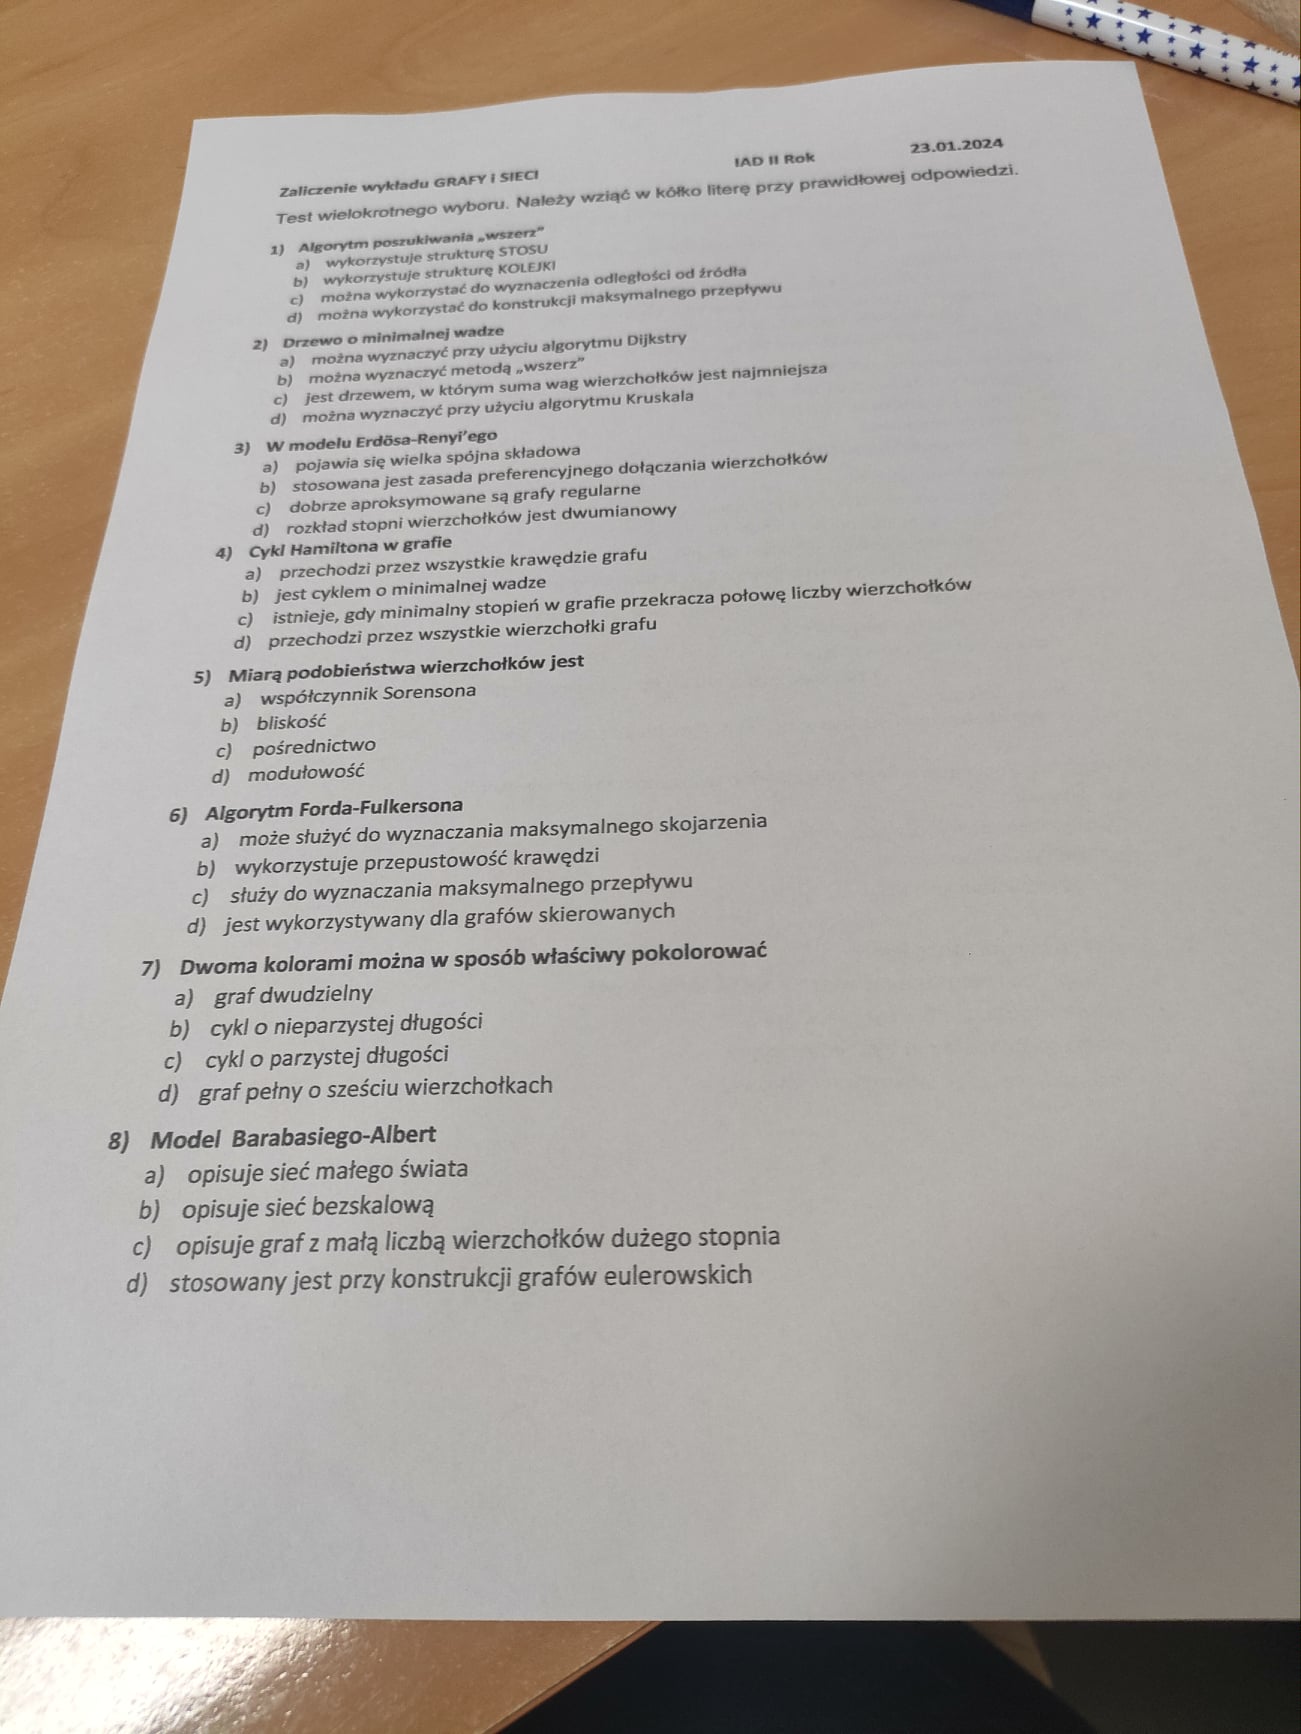 Zaliczenie wykładu GRAFY i SIECI IAD II Rok 23.01.2024
Test wielokrotnego wyboru. Należy wziąć w kółko literę przy prawidłowej odpowiedzi.
1) Algorytm poszukiwania „wszerz”
a) wykorzystuje strukturę STOSU
b) wykorzystuje strukturę KOLEJKI
c) można wykorzystać do wyznaczenia odległości od źródła
d) można wykorzystać do konstrukcji maksymalnego przepływu
2) Drzewo o minimalnej wadze
a) można wyznaczyć przy użyciu algorytmu Dijkstry
b) można wyznaczyć metodą „wszerz”
c) jest drzewem, w którym suma wag wierzchołków jest najmniejsza
d) można wyznaczyć przy użyciu algorytmu Kruskala
3) W modelu Erdösa-Renyi’ego
a) pojawia się wielka spójna składowa
b) stosowana jest zasada preferencyjnego dołączania wierzchołków
c) dobrze aproksymowane są grafy regularne
d) rozkład stopni wierzchołków jest dwumianowy
4) Cykl Hamiltona w grafie
a) przechodzi przez wszystkie krawędzie grafu
b) jest cyklem o minimalnej wadze
c) istnieje, gdy minimalny stopień w grafie przekracza połowę liczby wierzchołków
d) przechodzi przez wszystkie wierzchołki grafu
5) Miarą podobieństwa wierzchołków jest
a) współczynnik Sorensona
b) bliskość
c) pośrednictwo
d) modułowość
6) Algorytm Forda-Fulkersona
a) może służyć do wyznaczania maksymalnego skojarzenia
b) wykorzystuje przepustowość krawędzi
c) służy do wyznaczania maksymalnego przepływu
d) jest wykorzystywany dla grafów skierowanych
7) Dwoma kolorami można w sposób właściwy pokolorować
a) graf dwudzielny
b) cykl o nieparzystej długości
c) cykl o parzystej długości
d) graf pełny o sześciu wierzchołkach
8) Model Barabasiego-Albert
a) opisuje sieć małego świata
b) opisuje sieć bezskalową
c) opisuje graf z małą liczbą wierzchołków dużego stopnia
d) stosowany jest przy konstrukcji grafów eulerowskich